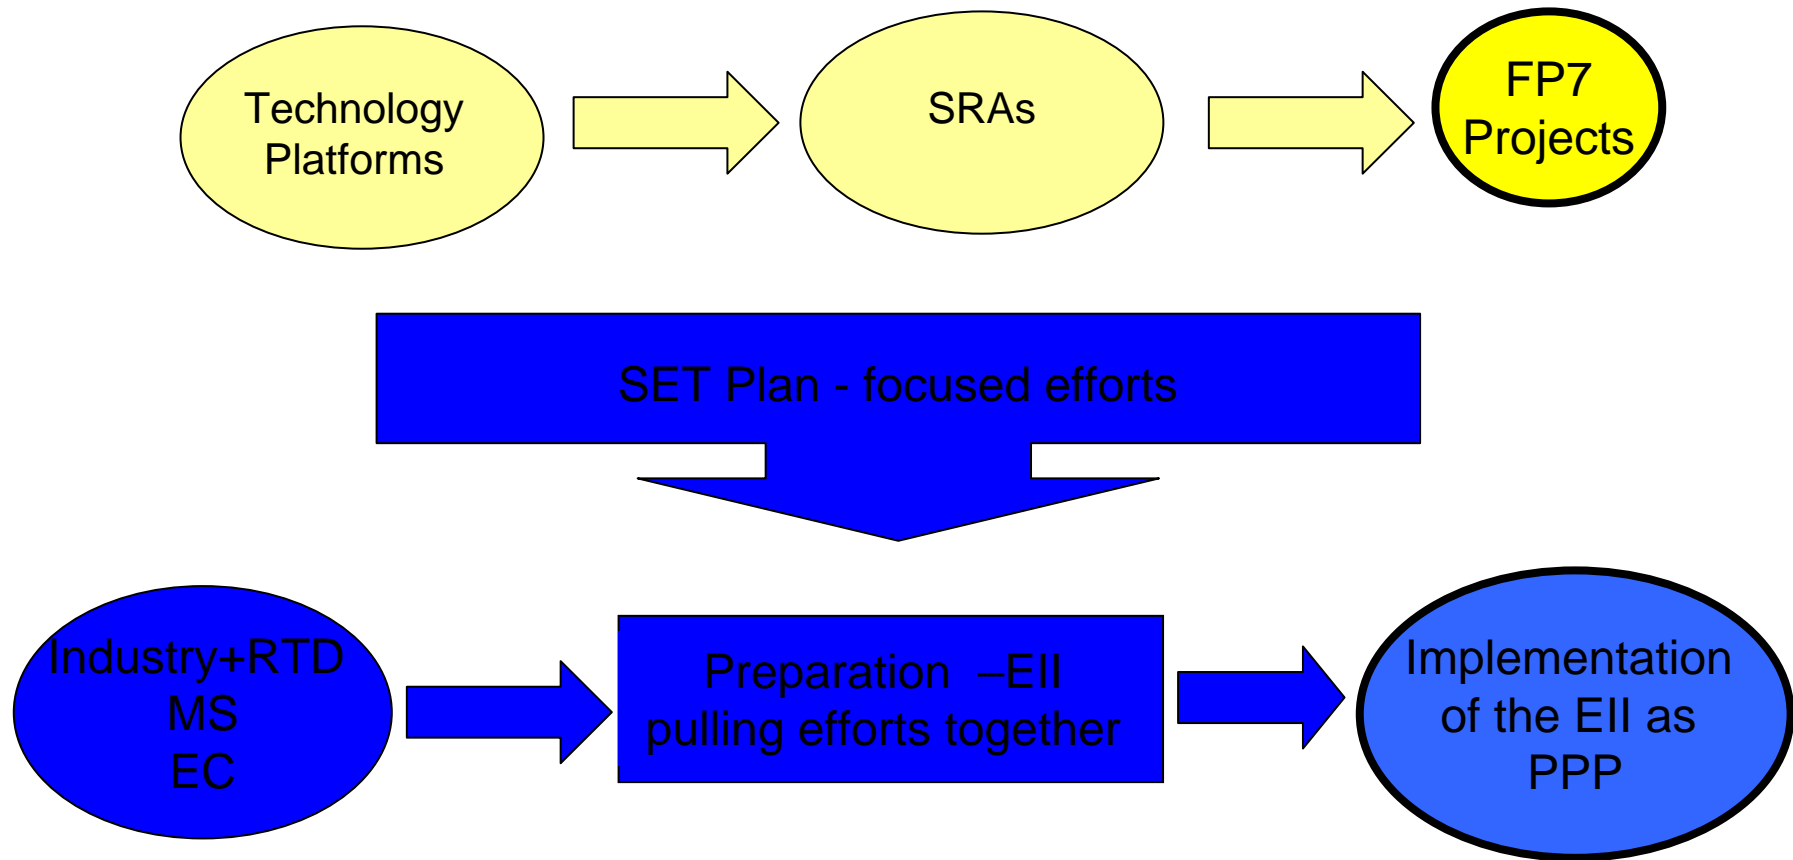 Technology
Platforms
SRAs
FP7
Projects
SET Plan - focused efforts
Industry+RTD
MS
EC
Preparation –EII
pulling efforts together
Implementation
of the EII as
PPP